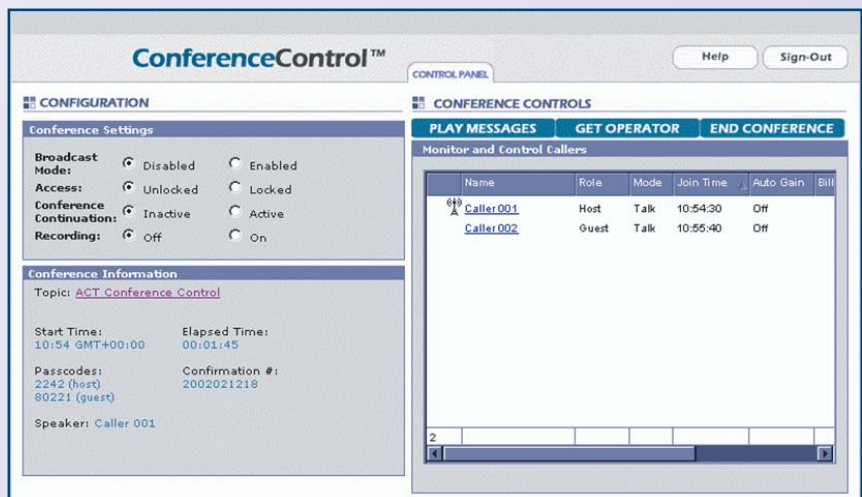 ConferenceControl™
CONTROL PANEL
Help
Sign-Out
CONFIGURATION
Conference Settings
Broadcast Mode: Disabled Enabled
Access: Unlocked Locked
Conference Continuation: Inactive Active
Recording: Off On
Conference Information
Topic: ACT Conference Control
Start Time: Elapsed Time:
10:54 GMT+00:00 00:01:45
Passcodes: Confirmation #:
2242 (host) 2002021218
80221 (guest)
Speaker: Caller 001
CONFERENCE CONTROLS
PLAY MESSAGES GET OPERATOR END CONFERENCE
Monitor and Control Callers
Name Role Mode Join Time Auto Gain Bill
Caller001 Host Talk 10:54:30 Off
Caller002 Guest Talk 10:55:40 Off
2